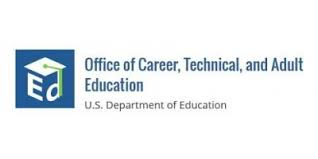 Ed
Office of Career, Technical, and Adult
Education
U.S. Department of Education